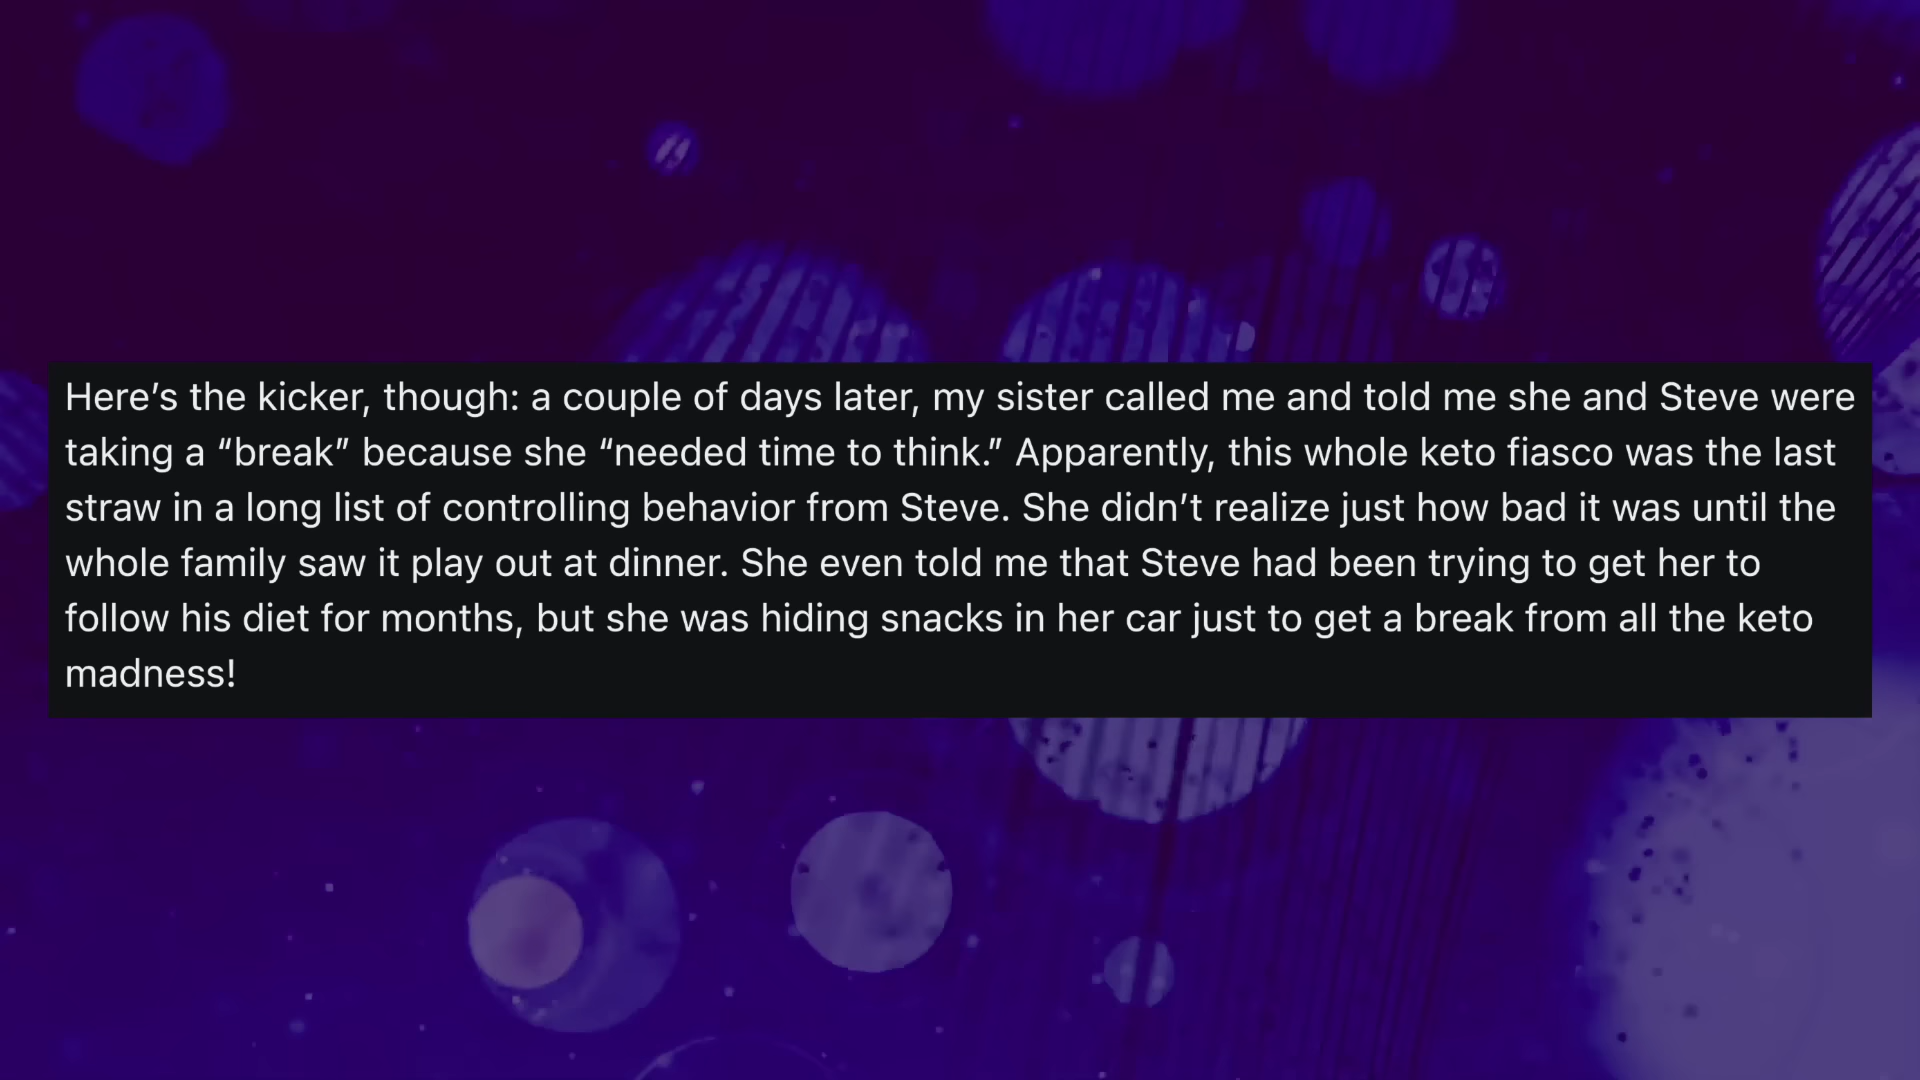 Here’s the kicker, though: a couple of days later, my sister called me and told me she and Steve were
taking a “break” because she “needed time to think.” Apparently, this whole keto fiasco was the last
straw in a long list of controlling behavior from Steve. She didn’t realize just how bad it was until the
whole family saw it play out at dinner. She even told me that Steve had been trying to get her to
follow his diet for months, but she was hiding snacks in her car just to get a break from all the keto
madness!